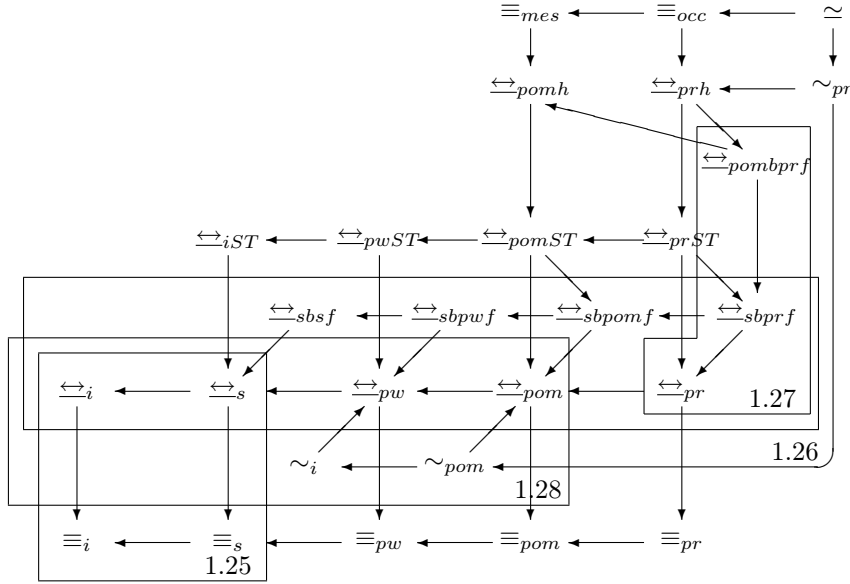 ≡mes ≡occ ≃
↔pomh ↔prh ∼pr
↔pombprf
↔iST ↔pwST ↔pomST ↔prST
↔sbsf ↔sbpwf ↔sbpomf ↔sbprf
↔i ↔s ↔pw ↔pom ↔pr
1.27
1.26
∼i ∼pom
1.28
≡i ≡s ≡pw ≡pom ≡pr
1.25